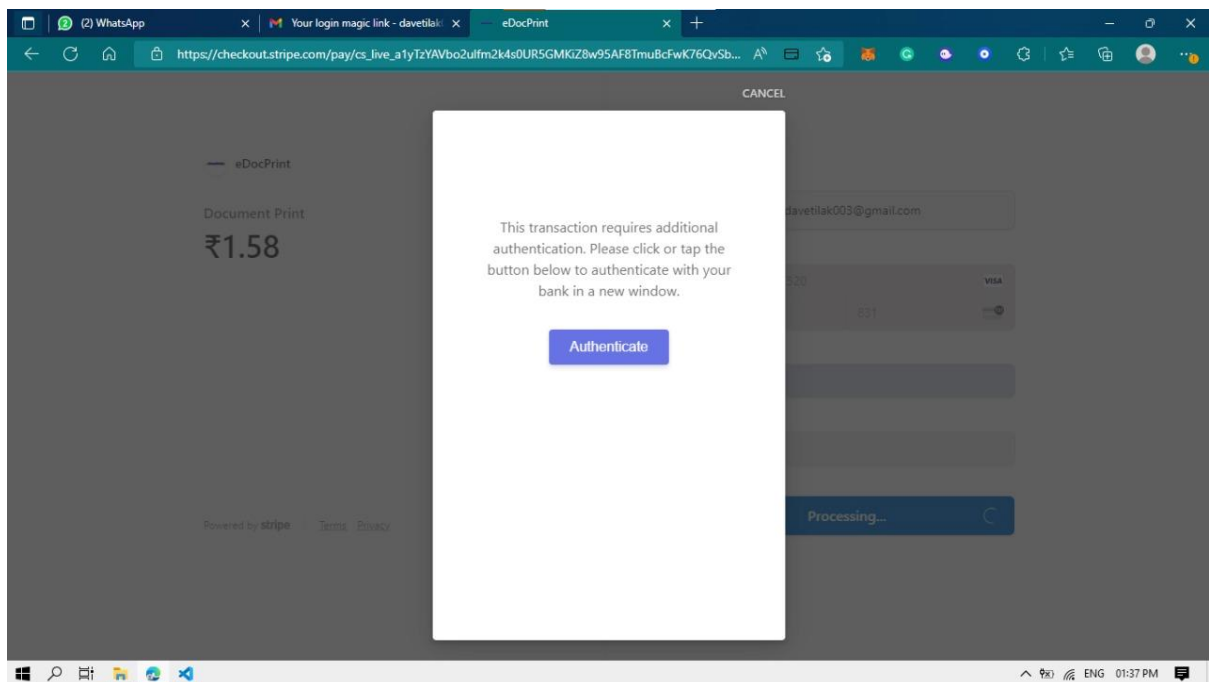 (2) WhatsApp
Your login magic link - davetilak
eDocPrint
https://checkout.stripe.com/pay/cs_live_a1yTzYAVbo2ulfm2k4s0UR5GMKiZ8w95AF8TmuBcFwK76QvSb...
CANCEL
eDocPrint
Document Print
₹1.58
davetilak003@gmail.com
VISA
831
This transaction requires additional
authentication. Please click or tap the
button below to authenticate with your
bank in a new window.
Authenticate
Processing...
Powered by stripe Terms Privacy
ENG 01:37 PM